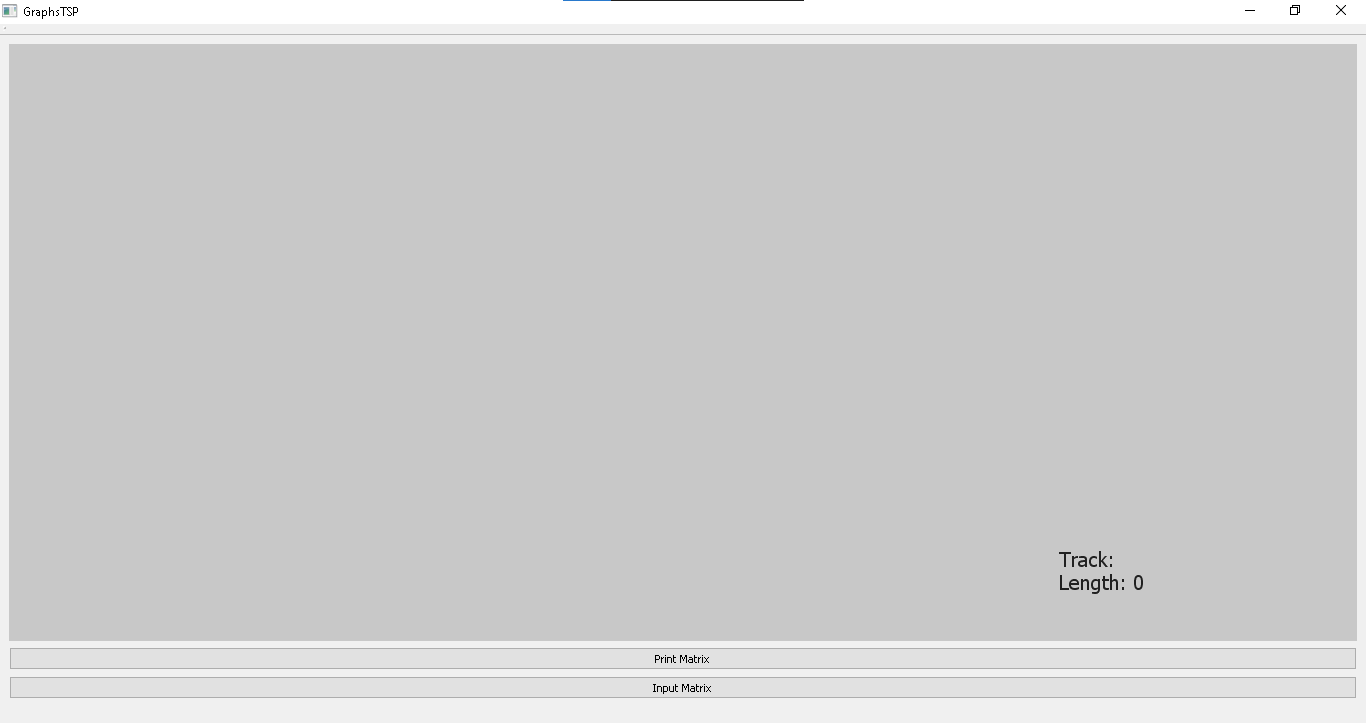 GraphsTSP
Track:
Length: 0
Print Matrix
Input Matrix